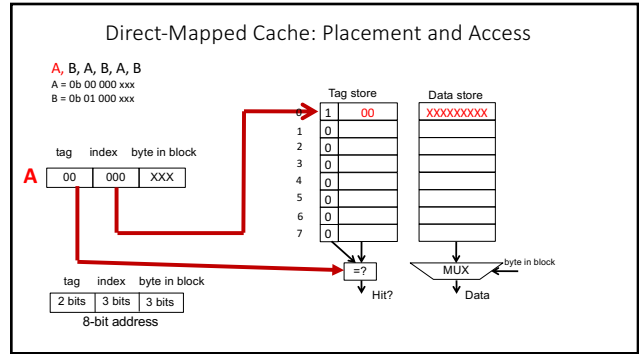 Direct-Mapped Cache: Placement and Access
A, B, A, B, A, B
A = 0b 00 000 xxx
B = 0b 01 000 xxx
Tag store Data store
0 1 00 XXXXXXXXX
1 0
2 0
3 0
4 0
5 0
6 0
7 0
tag index byte in block
A 00 000 XXX
=? MUX byte in block
Hit? Data
tag index byte in block
2 bits 3 bits 3 bits
8-bit address